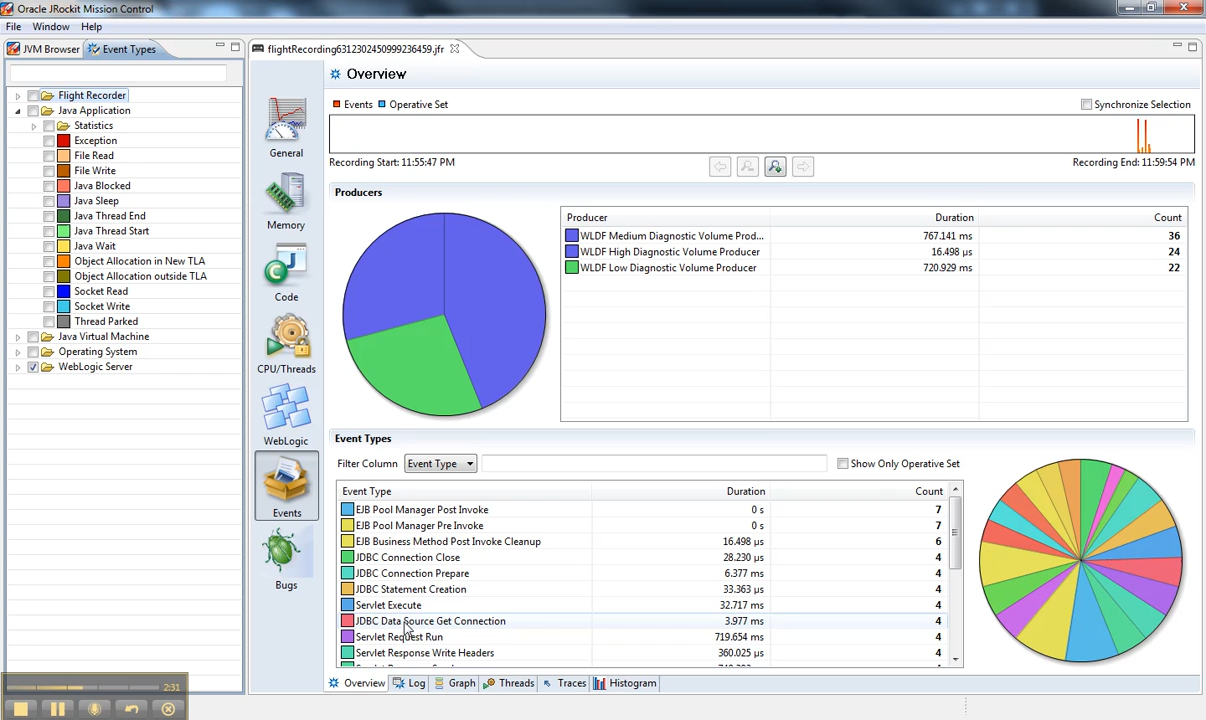 Oracle JRockit Mission Control
File Window Help
JVM Browser Event Types
flightRecording6312302450999236459.jfr
Flight Recorder
Java Application
Statistics
Exception
File Read
File Write
Java Blocked
Java Sleep
Java Thread End
Java Thread Start
Java Wait
Object Allocation in New TLA
Object Allocation outside TLA
Socket Read
Socket Write
Thread Parked
Java Virtual Machine
Operating System
WebLogic Server
General
Memory
Code
CPU/Threads
WebLogic
Events
Bugs
Overview
Events Operative Set Synchronize Selection
Recording Start: 11:55:47 PM Recording End: 11:59:54 PM
Producers
Producer Duration Count
WLDF Medium Diagnostic Volume Prod... 767.141 ms 36
WLDF High Diagnostic Volume Producer 16.498 µs 24
WLDF Low Diagnostic Volume Producer 720.929 ms 22
Event Types
Filter Column Event Type Show Only Operative Set
Event Type Duration Count
EJB Pool Manager Post Invoke 0 s 7
EJB Pool Manager Pre Invoke 0 s 7
EJB Business Method Post Invoke Cleanup 16.498 µs 6
JDBC Connection Close 28.230 µs 4
JDBC Connection Prepare 6.377 ms 4
JDBC Statement Creation 33.363 µs 4
Servlet Execute 32.717 ms 4
JDBC Data Source Get Connection 3.977 ms 4
Servlet Request Run 719.654 ms 4
Servlet Response Write Headers 360.025 µs 4
Overview Log Graph Threads Traces Histogram
2:31